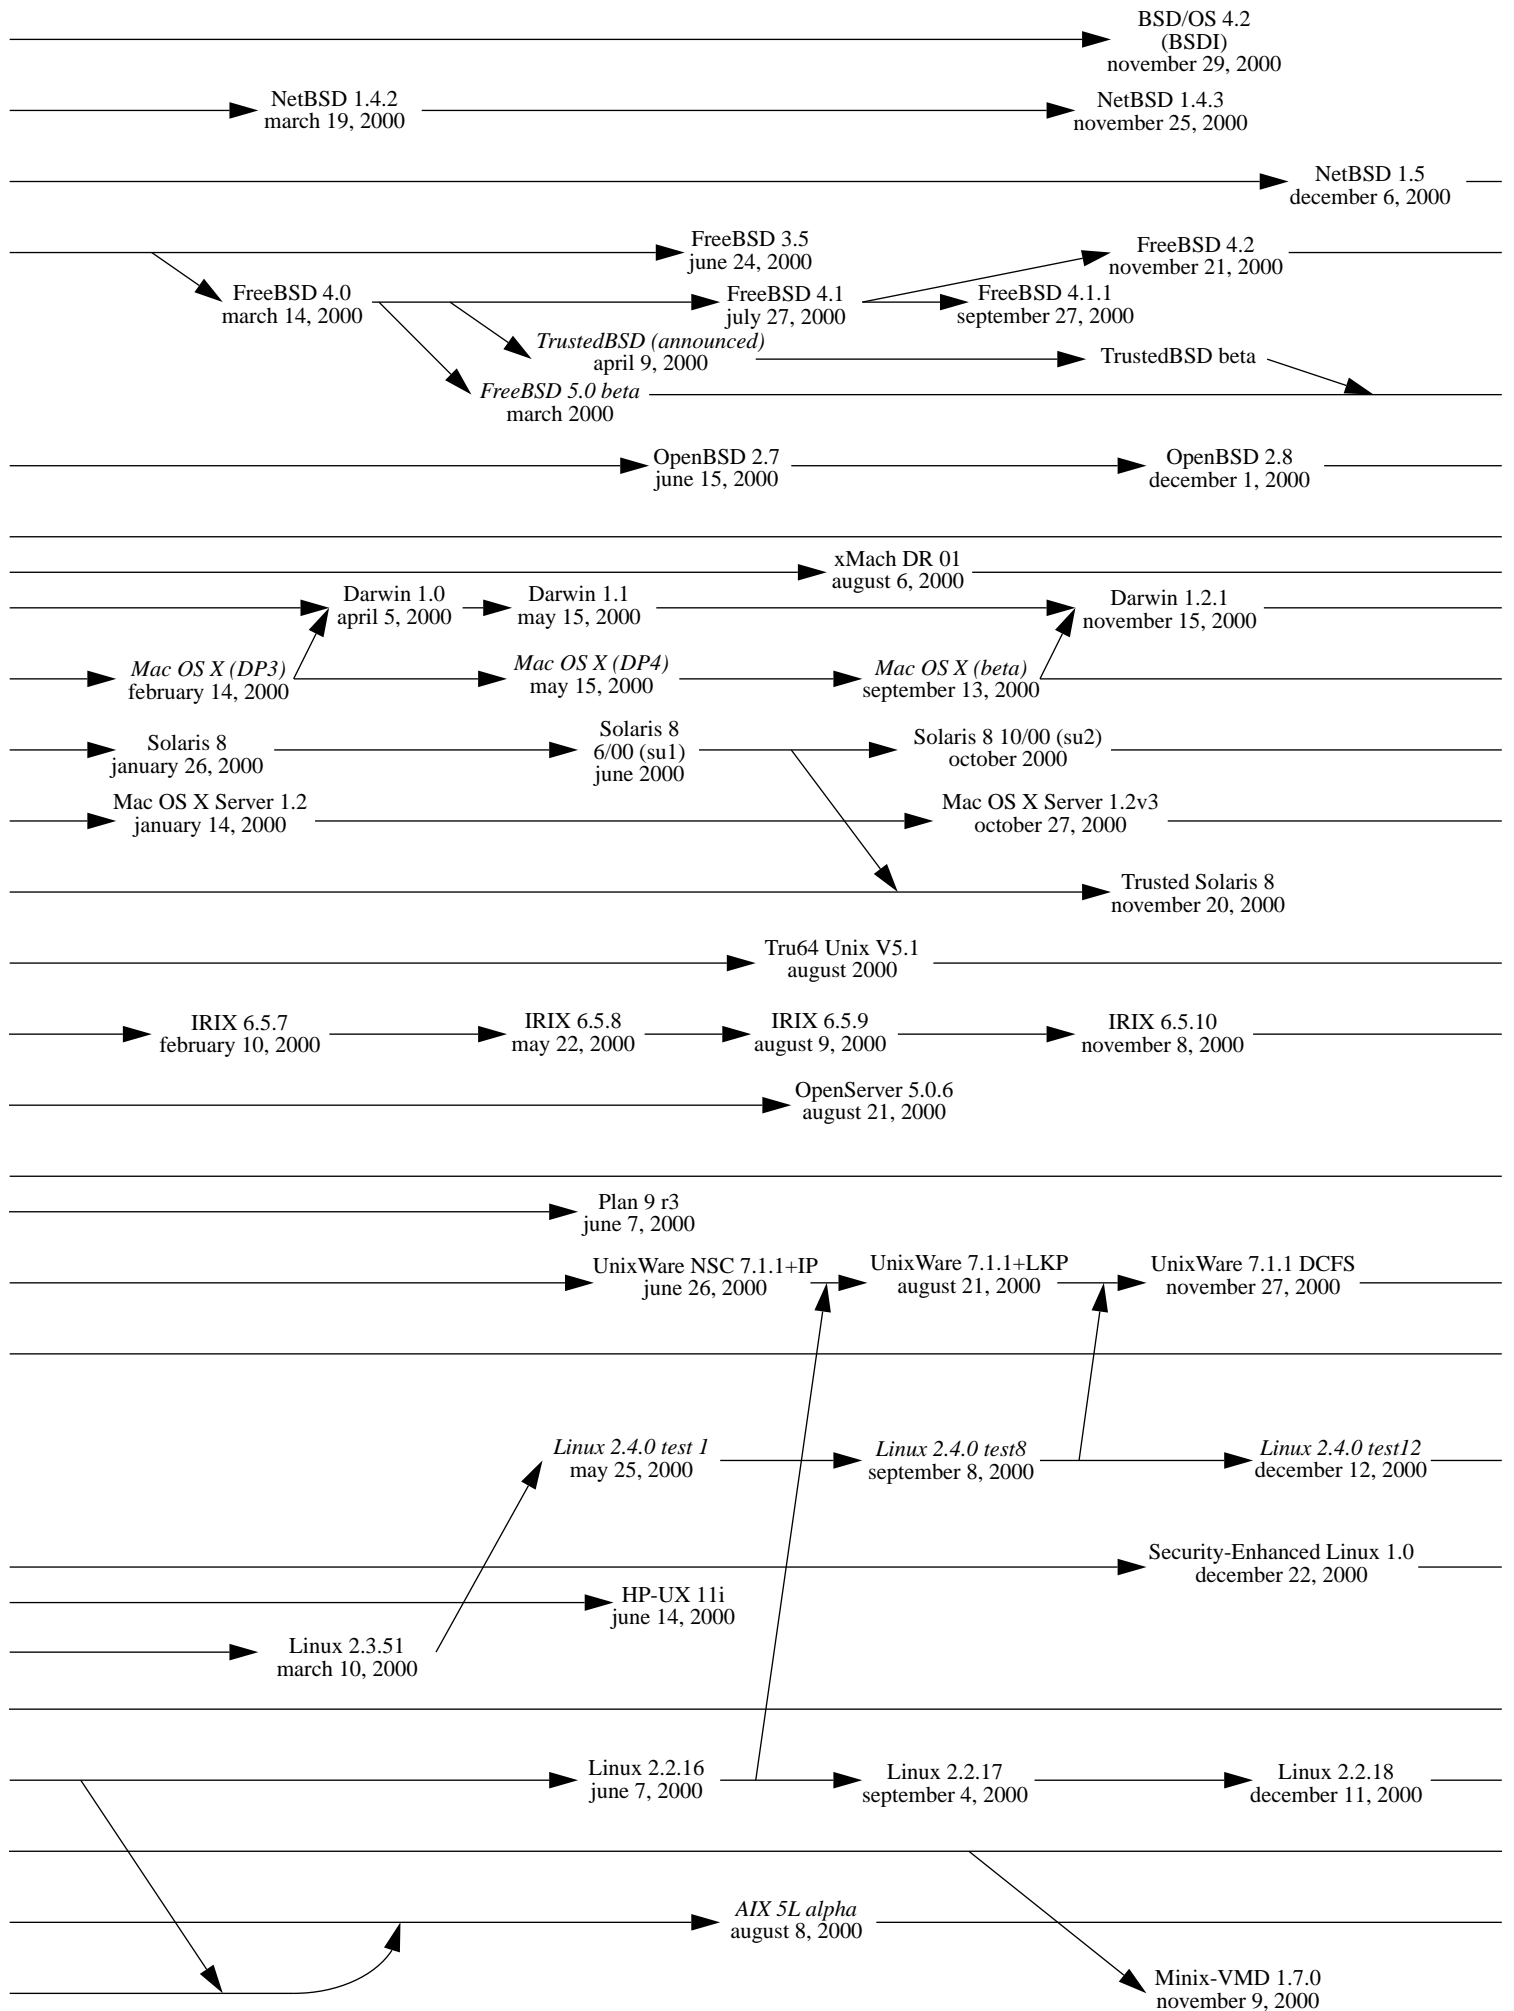 BSD/OS 4.2
(BSDI)
november 29, 2000
NetBSD 1.4.2
march 19, 2000
NetBSD 1.4.3
november 25, 2000
NetBSD 1.5
december 6, 2000
FreeBSD 3.5
june 24, 2000
FreeBSD 4.2
november 21, 2000
FreeBSD 4.0
march 14, 2000
FreeBSD 4.1
july 27, 2000
FreeBSD 4.1.1
september 27, 2000
TrustedBSD (announced)
april 9, 2000
TrustedBSD beta
FreeBSD 5.0 beta
march 2000
OpenBSD 2.7
june 15, 2000
OpenBSD 2.8
december 1, 2000
xMach DR 01
august 6, 2000
Darwin 1.0
april 5, 2000
Darwin 1.1
may 15, 2000
Darwin 1.2.1
november 15, 2000
Mac OS X (DP3)
february 14, 2000
Mac OS X (DP4)
may 15, 2000
Mac OS X (beta)
september 13, 2000
Solaris 8
january 26, 2000
Solaris 8
6/00 (su1)
june 2000
Solaris 8 10/00 (su2)
october 2000
Mac OS X Server 1.2
january 14, 2000
Mac OS X Server 1.2v3
october 27, 2000
Trusted Solaris 8
november 20, 2000
Tru64 Unix V5.1
august 2000
IRIX 6.5.7
february 10, 2000
IRIX 6.5.8
may 22, 2000
IRIX 6.5.9
august 9, 2000
IRIX 6.5.10
november 8, 2000
OpenServer 5.0.6
august 21, 2000
Plan 9 r3
june 7, 2000
UnixWare NSC 7.1.1+IP
june 26, 2000
UnixWare 7.1.1+LKP
august 21, 2000
UnixWare 7.1.1 DCFS
november 27, 2000
Linux 2.4.0 test 1
may 25, 2000
Linux 2.4.0 test8
september 8, 2000
Linux 2.4.0 test12
december 12, 2000
Security-Enhanced Linux 1.0
december 22, 2000
HP-UX 11i
june 14, 2000
Linux 2.3.51
march 10, 2000
Linux 2.2.16
june 7, 2000
Linux 2.2.17
september 4, 2000
Linux 2.2.18
december 11, 2000
AIX 5L alpha
august 8, 2000
Minix-VMD 1.7.0
november 9, 2000